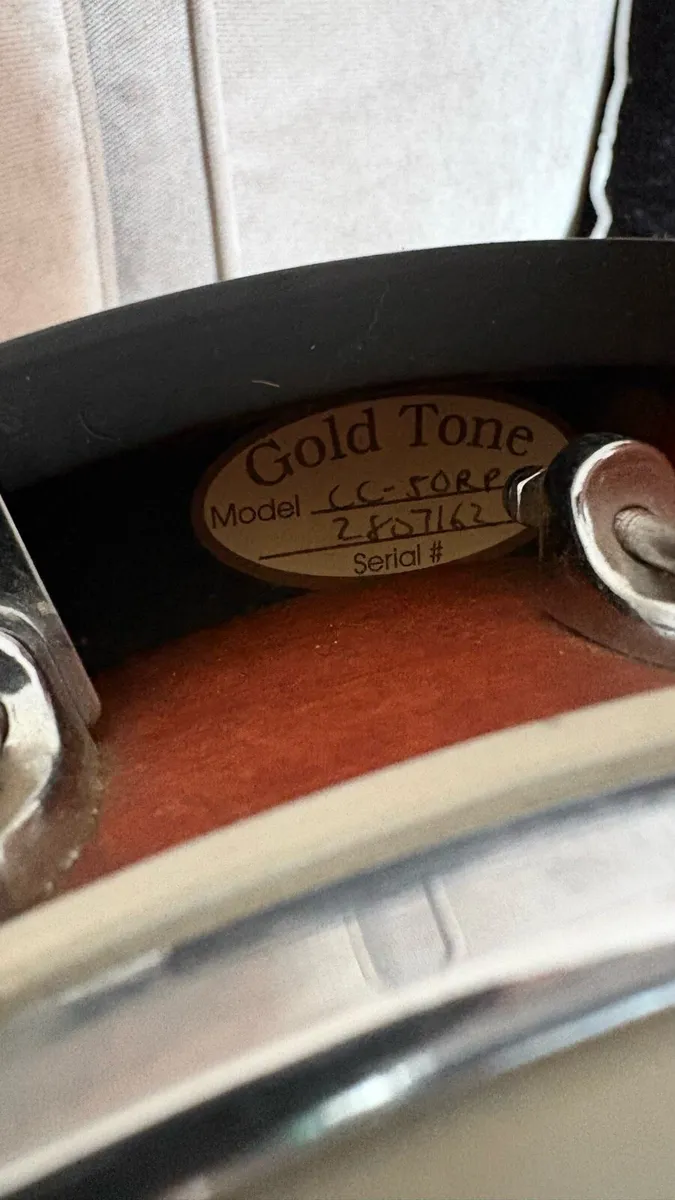 Gold Tone
Model CC-50RP
2807162
Serial #